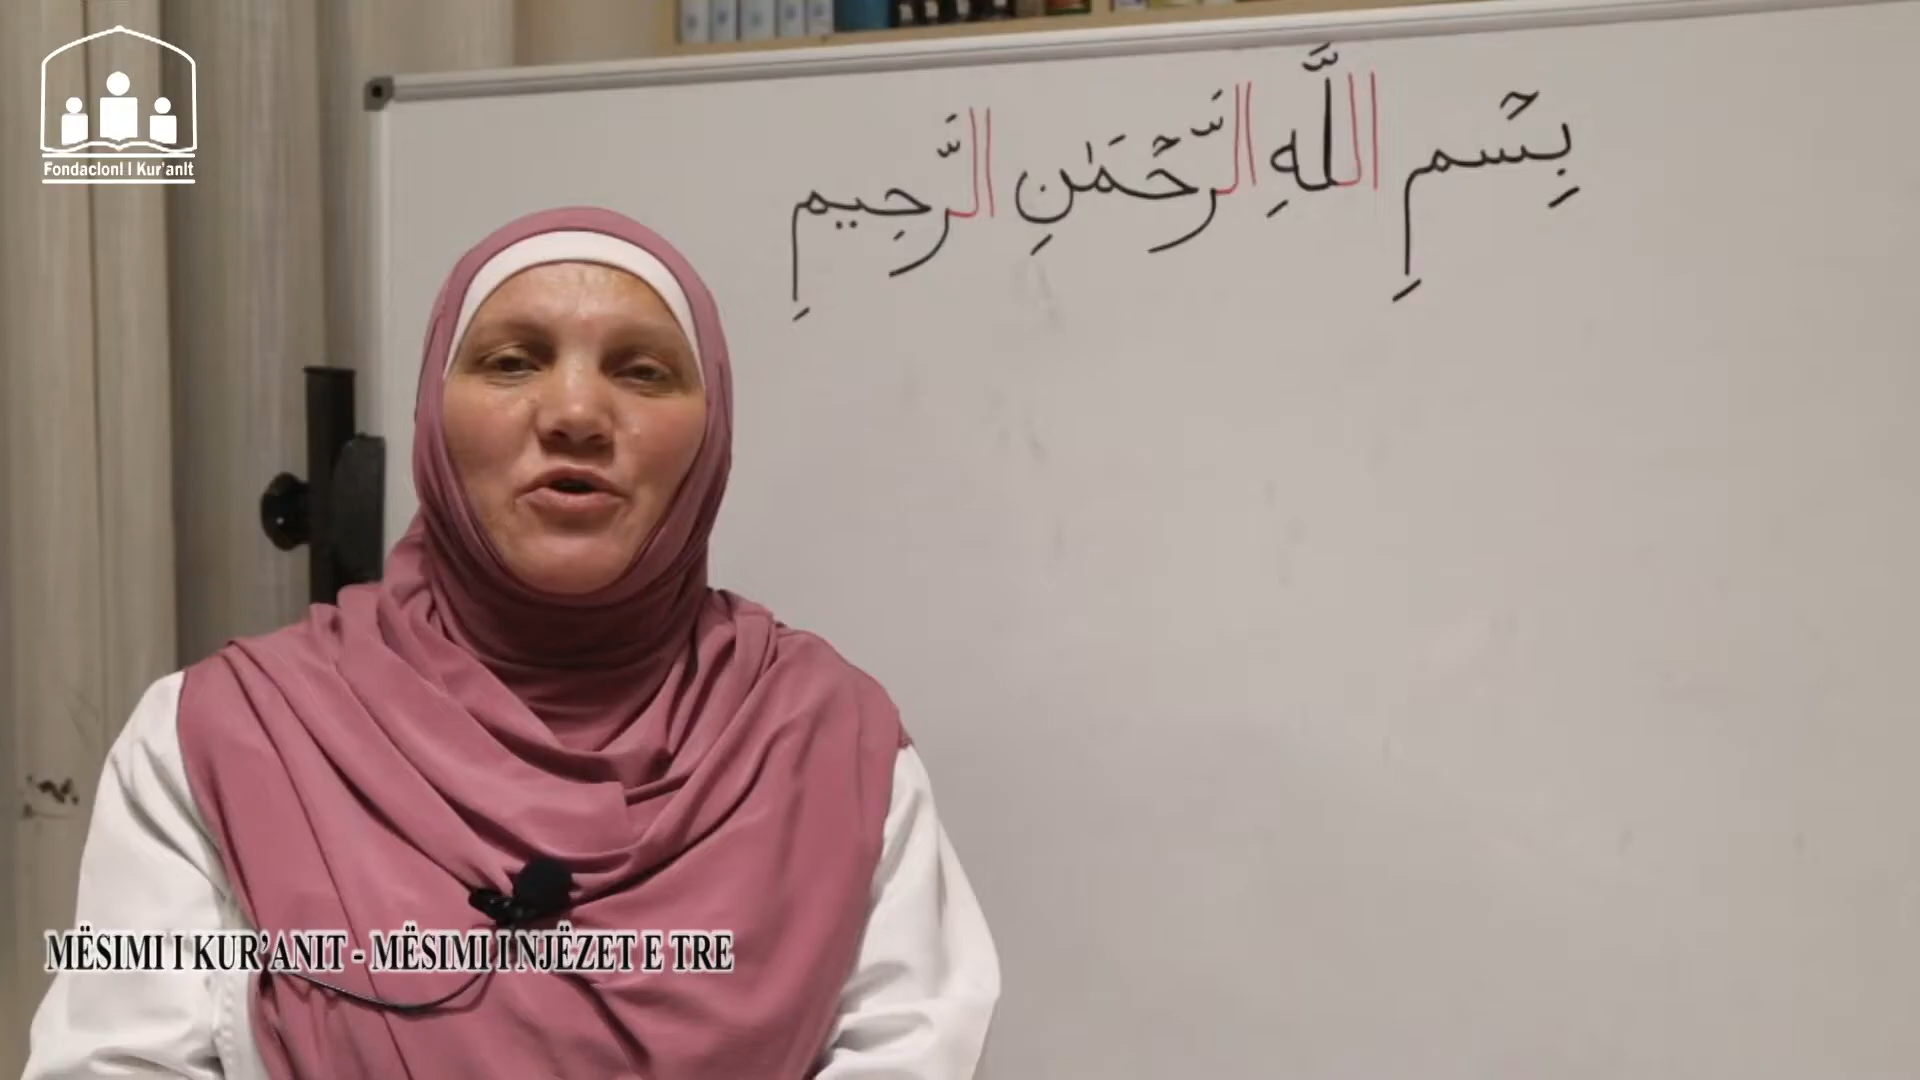 Fondacioni i Kur'anit
بِسْمِ اللَّهِ الرَّحْمَٰنِ الرَّحِيمِ
MËSIMI I KUR’ANIT - MËSIMI I NJËZET E TRE